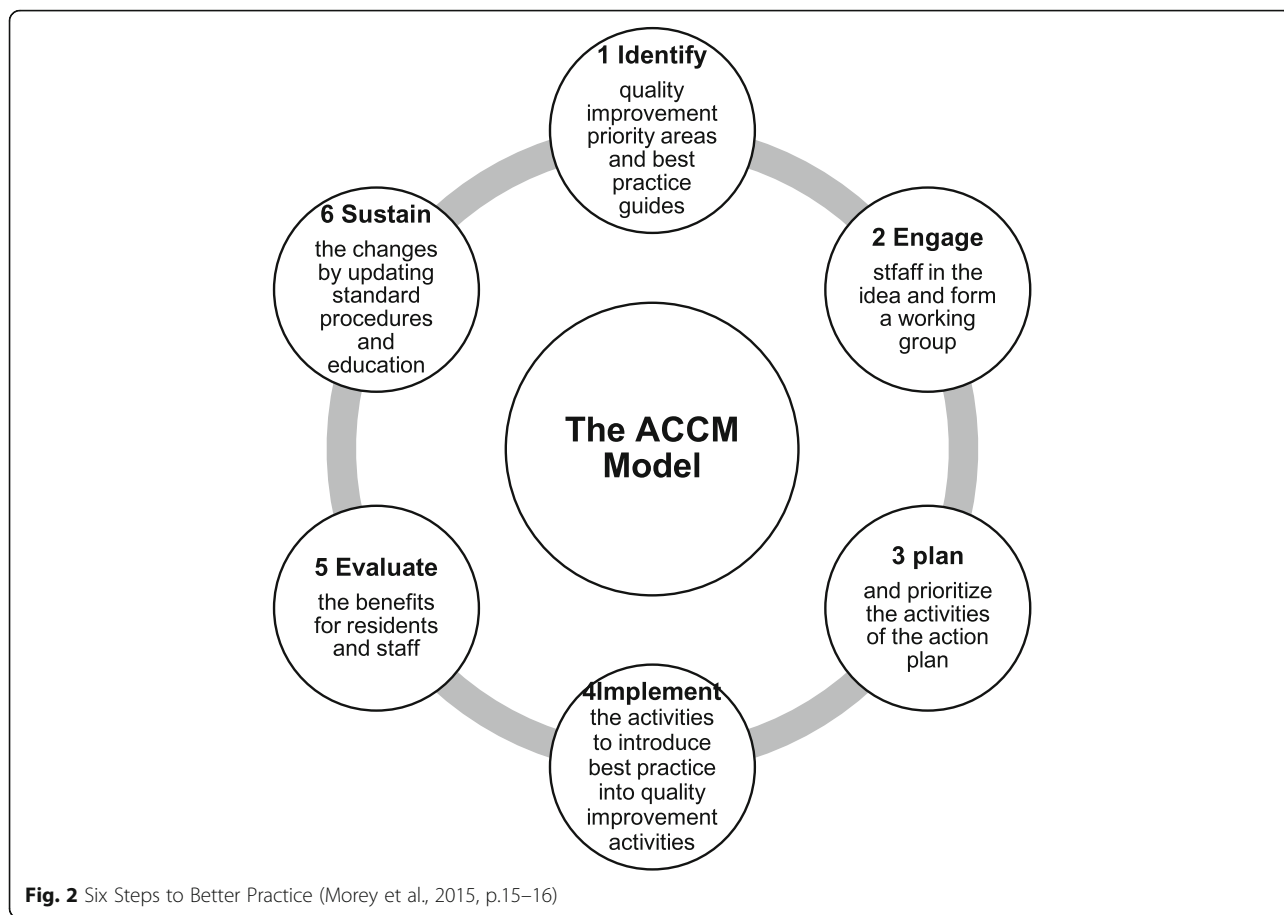 1 Identify
quality
improvement
priority areas
and best
practice
guides
2 Engage
stfaff in the
idea and form
a working
group
3 plan
and prioritize
the activities
of the action
plan
4Implement
the activities
to introduce
best practice
into quality
improvement
activities
5 Evaluate
the benefits
for residents
and staff
6 Sustain
the changes
by updating
standard
procedures
and
education
The ACCM
Model
Fig. 2 Six Steps to Better Practice (Morey et al., 2015, p.15–16)